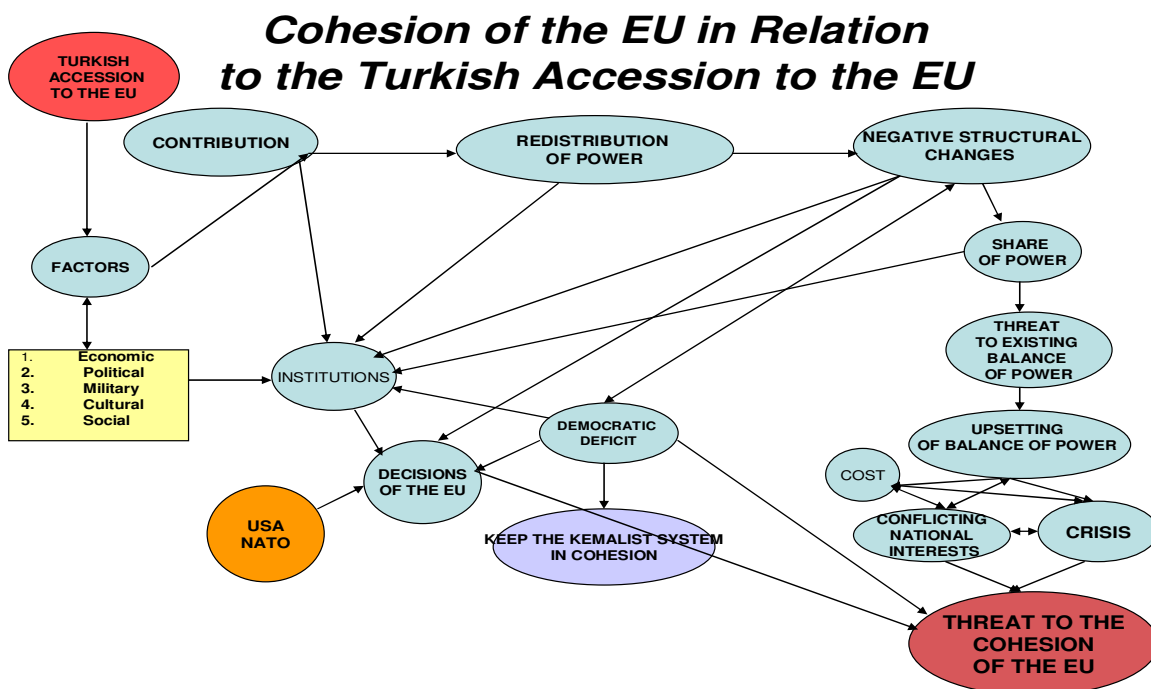 Cohesion of the EU in Relation
to the Turkish Accession to the EU
TURKISH
ACCESSION
TO THE EU
CONTRIBUTION
REDISTRIBUTION
OF POWER
NEGATIVE STRUCTURAL
CHANGES
FACTORS
SHARE
OF POWER
THREAT
TO EXISTING
BALANCE
OF POWER
1. Economic
2. Political
3. Military
4. Cultural
5. Social
INSTITUTIONS
DEMOCRATIC
DEFICIT
UPSETTING
OF BALANCE OF POWER
COST
DECISIONS
OF THE EU
USA
NATO
KEEP THE KEMALIST SYSTEM
IN COHESION
CONFLICTING
NATIONAL
INTERESTS
CRISIS
THREAT TO THE
COHESION
OF THE EU